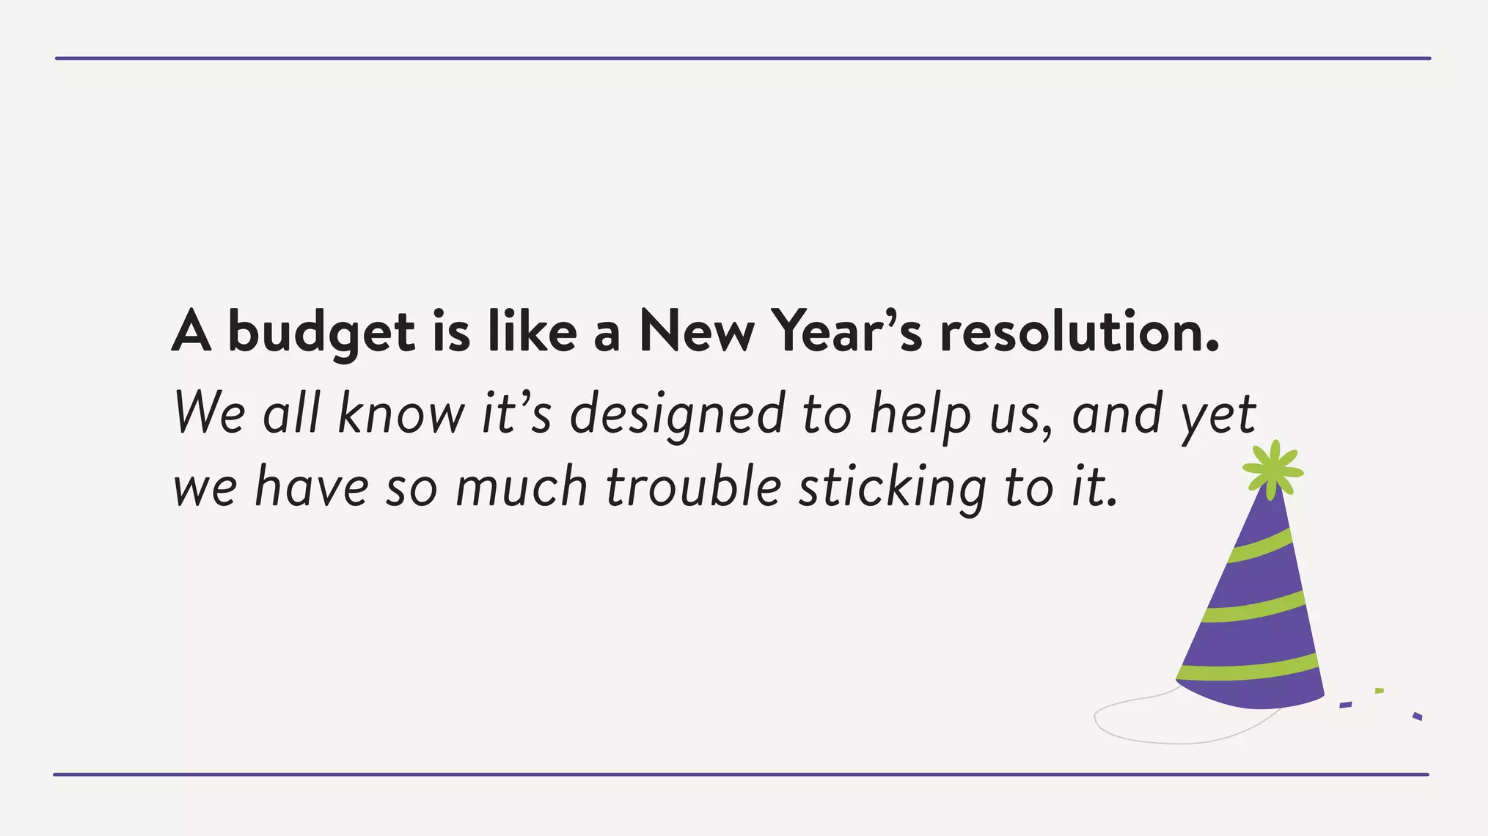 A budget is like a New Year’s resolution.
We all know it’s designed to help us, and yet
we have so much trouble sticking to it.